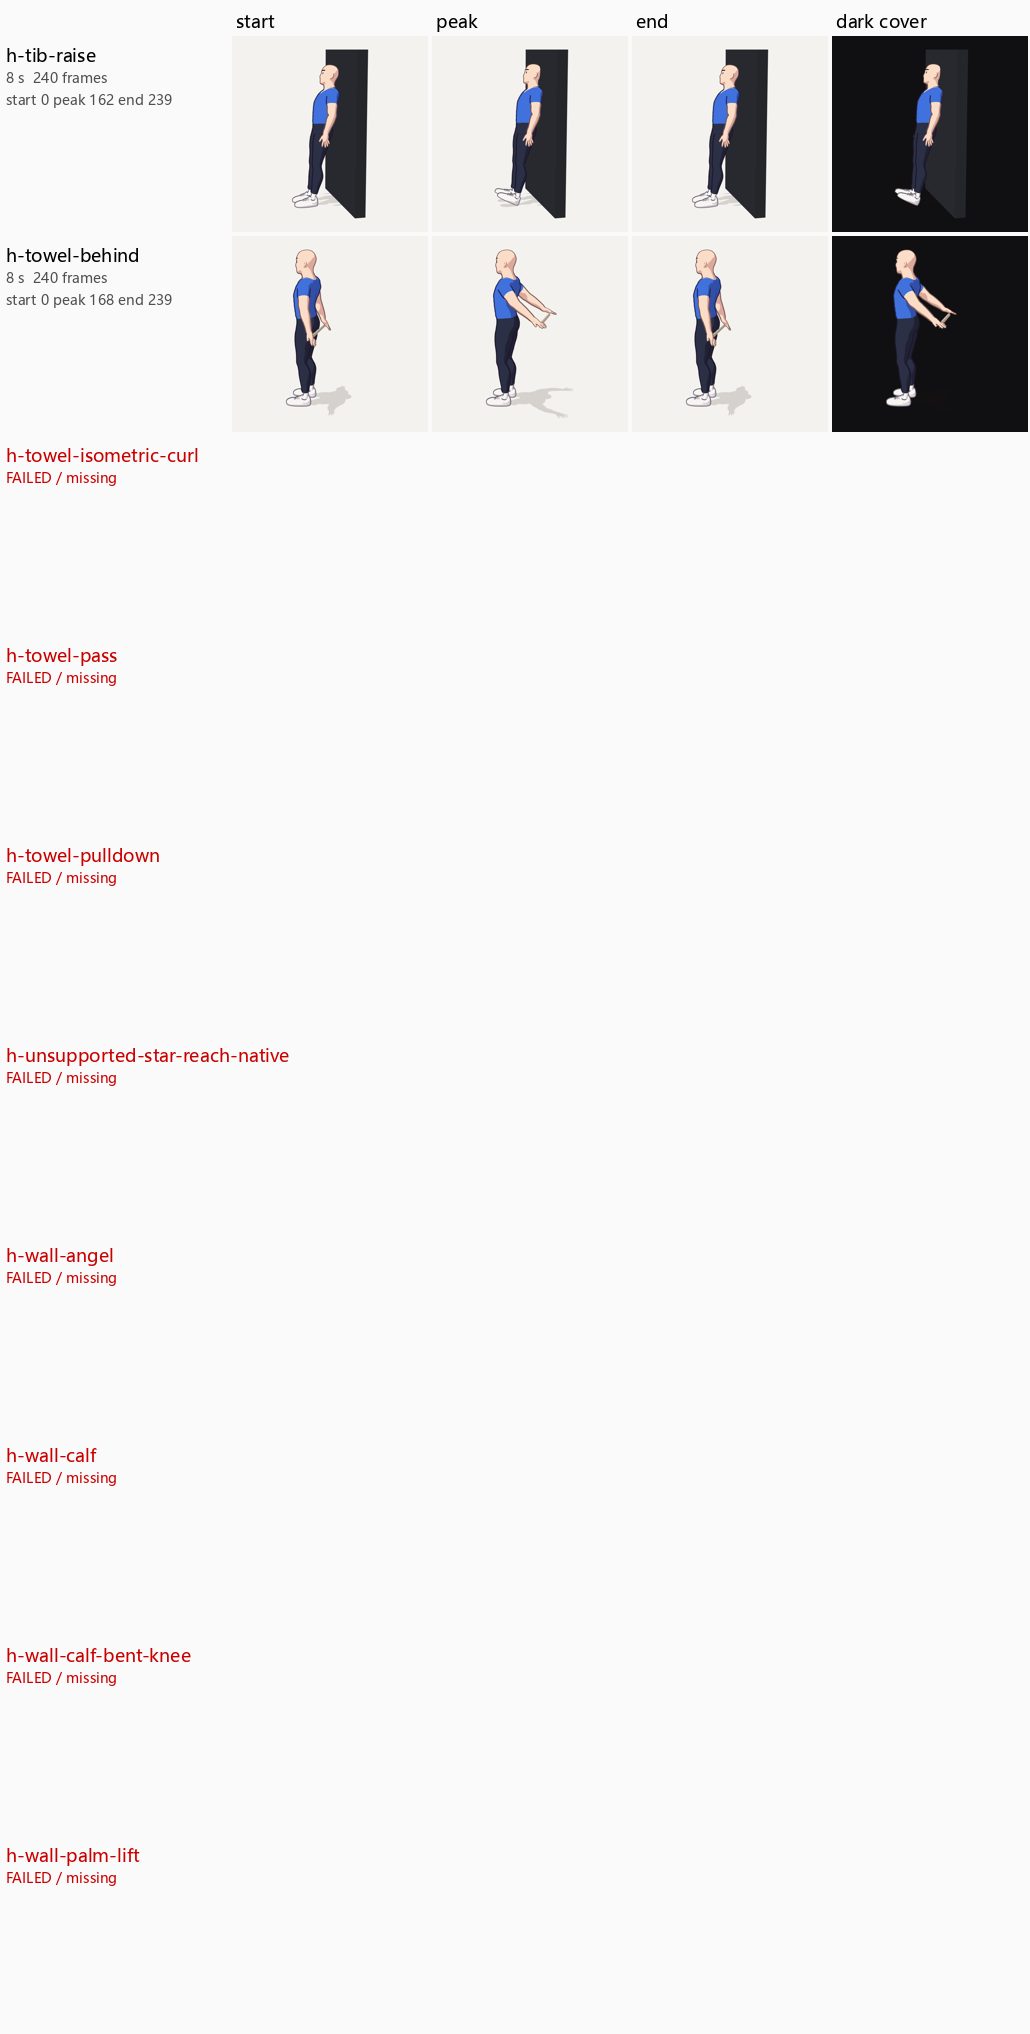 start peak end dark cover
h-tib-raise
8 s 240 frames
start 0 peak 162 end 239
h-towel-behind
8 s 240 frames
start 0 peak 168 end 239
h-towel-isometric-curl
FAILED / missing
h-towel-pass
FAILED / missing
h-towel-pulldown
FAILED / missing
h-unsupported-star-reach-native
FAILED / missing
h-wall-angel
FAILED / missing
h-wall-calf
FAILED / missing
h-wall-calf-bent-knee
FAILED / missing
h-wall-palm-lift
FAILED / missing